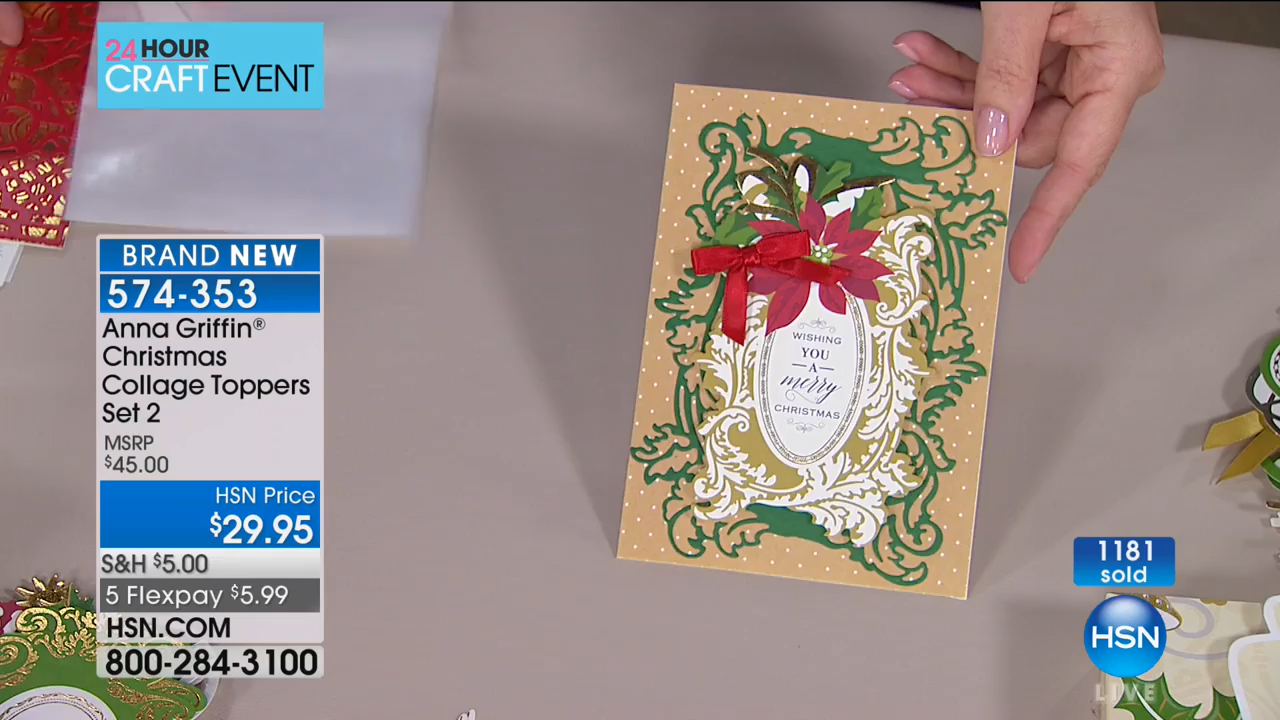 24 HOUR
CRAFT EVENT
BRAND NEW
574-353
Anna Griffin®
Christmas
Collage Toppers
Set 2
MSRP
$45.00
HSN Price
$29.95
S&H $5.00
5 Flexpay $5.99
HSN.COM
800-284-3100
WISHING
YOU
A
merry
CHRISTMAS
1181
sold
HSN
LIVE